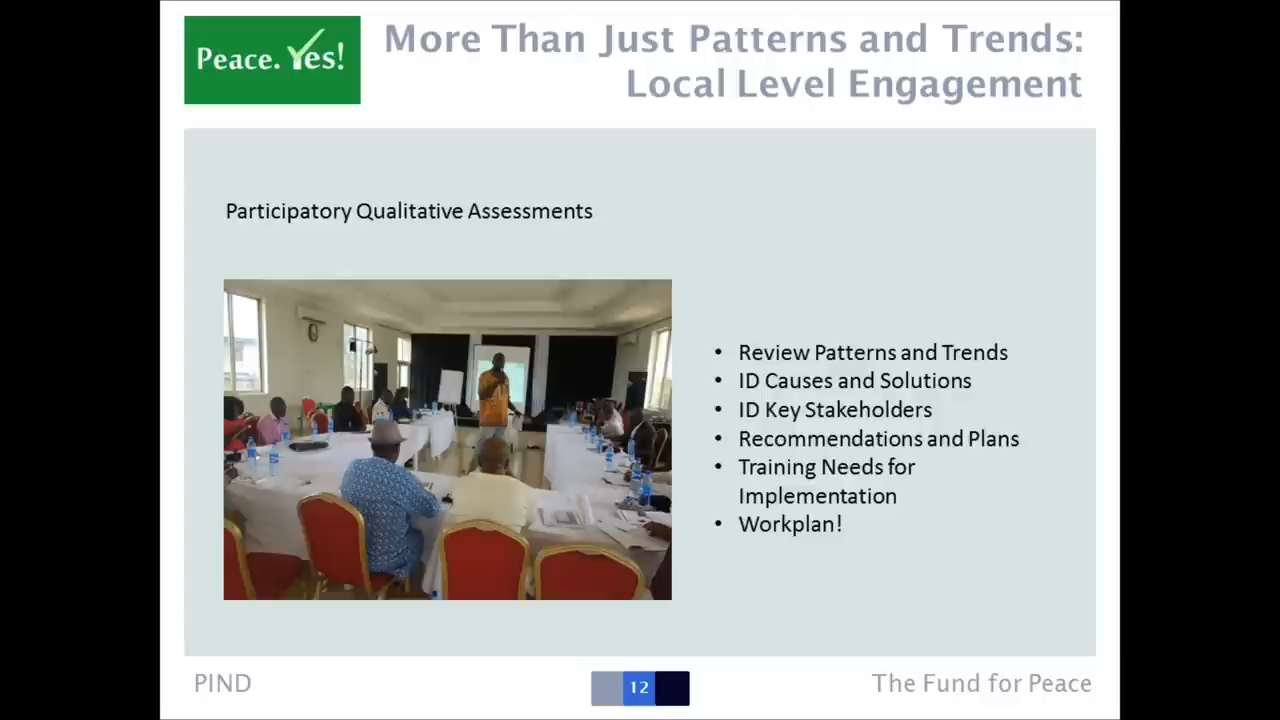 Peace. Yes!
More Than Just Patterns and Trends:
Local Level Engagement
Participatory Qualitative Assessments
• Review Patterns and Trends
• ID Causes and Solutions
• ID Key Stakeholders
• Recommendations and Plans
• Training Needs for
Implementation
• Workplan!
PIND
12
The Fund for Peace